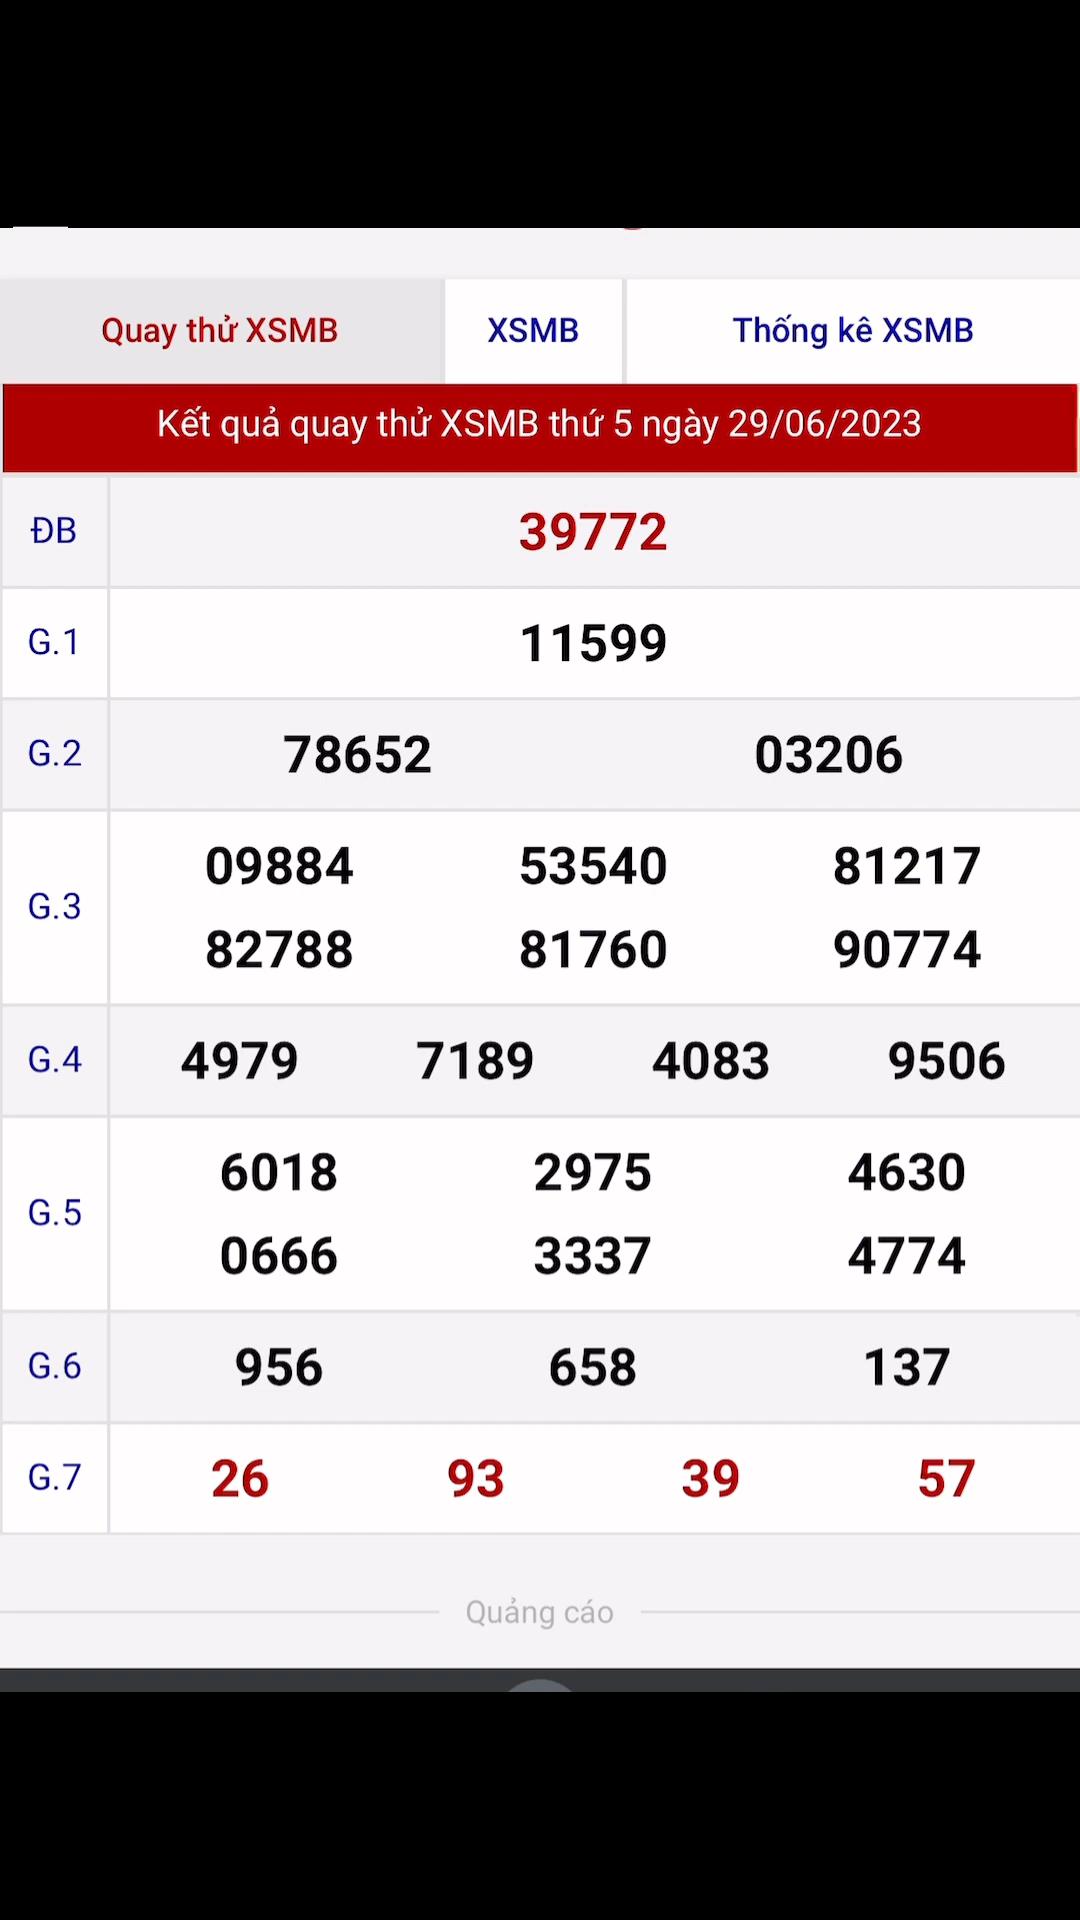 Quay thử XSMB XSMB Thống kê XSMB
Kết quả quay thử XSMB thứ 5 ngày 29/06/2023
ĐB 39772
G.1 11599
G.2 78652 03206
G.3 09884 53540 81217
82788 81760 90774
G.4 4979 7189 4083 9506
G.5 6018 2975 4630
0666 3337 4774
G.6 956 658 137
G.7 26 93 39 57
Quảng cáo